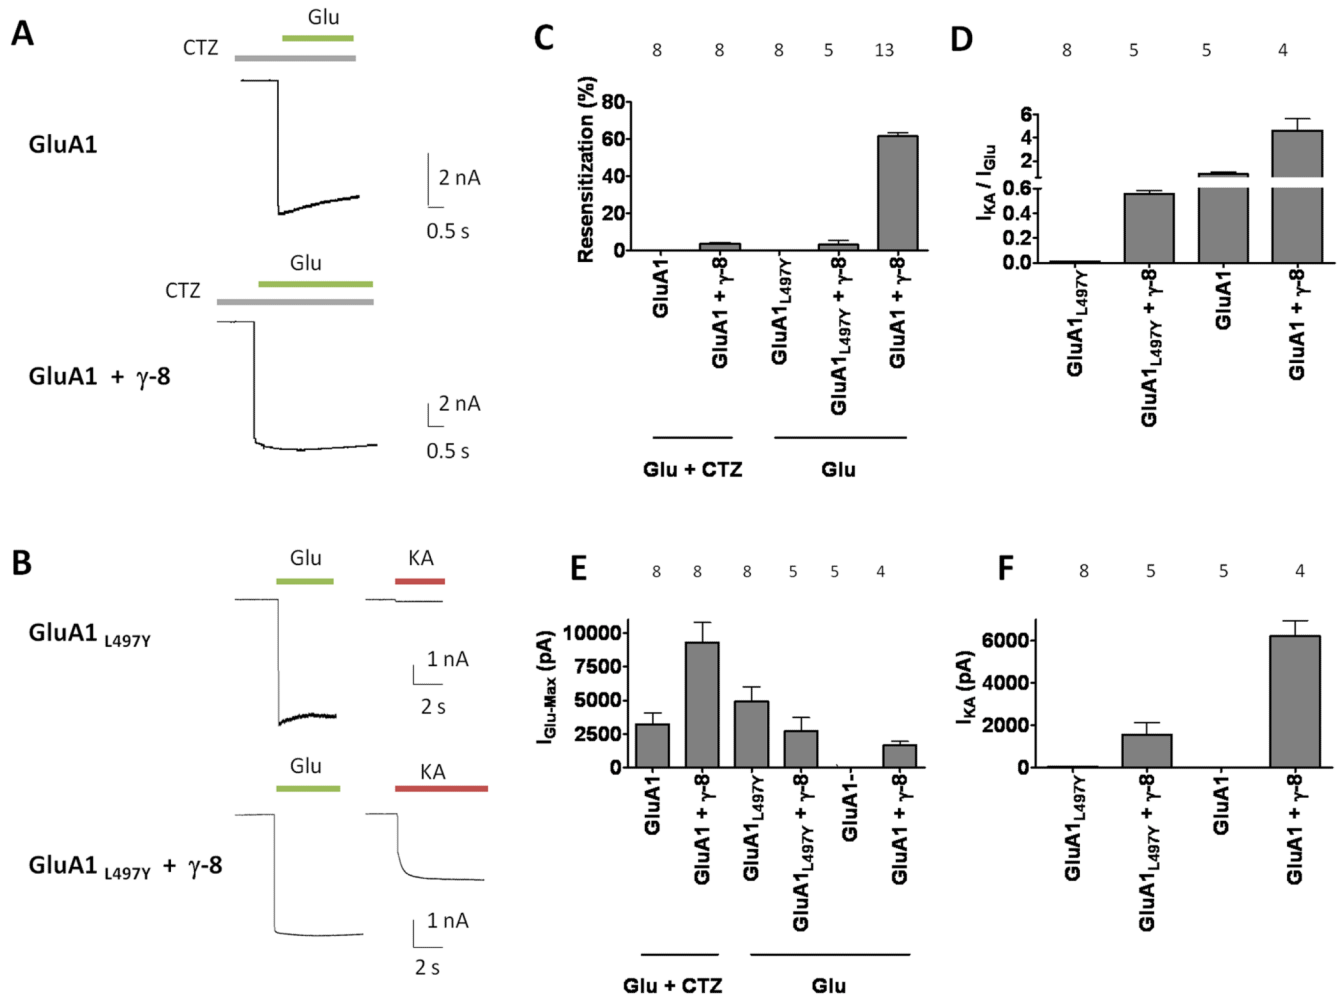 A
Glu
CTZ
GluA1
2 nA
0.5 s
Glu
CTZ
GluA1 + γ-8
2 nA
0.5 s
B
Glu
KA
GluA1 L497Y
1 nA
2 s
Glu
KA
GluA1 L497Y + γ-8
1 nA
2 s
C
8 8 8 5 13
Resensitization (%)
80
60
40
20
0
GluA1
GluA1 + γ-8
GluA1L497Y
GluA1L497Y + γ-8
GluA1 + γ-8
Glu + CTZ
Glu
D
8 5 5 4
IKA / IGlu
6
4
2
0.6
0.4
0.2
0.0
GluA1L497Y
GluA1L497Y + γ-8
GluA1
GluA1 + γ-8
E
8 8 8 5 5 4
IGlu-Max (pA)
10000
7500
5000
2500
0
GluA1-
GluA1 + γ-8
GluA1L497Y
GluA1L497Y + γ-8
GluA1-
GluA1 + γ-8
Glu + CTZ
Glu
F
8 5 5 4
IKA (pA)
6000
4000
2000
0
GluA1L497Y
GluA1L497Y + γ-8
GluA1
GluA1 + γ-8